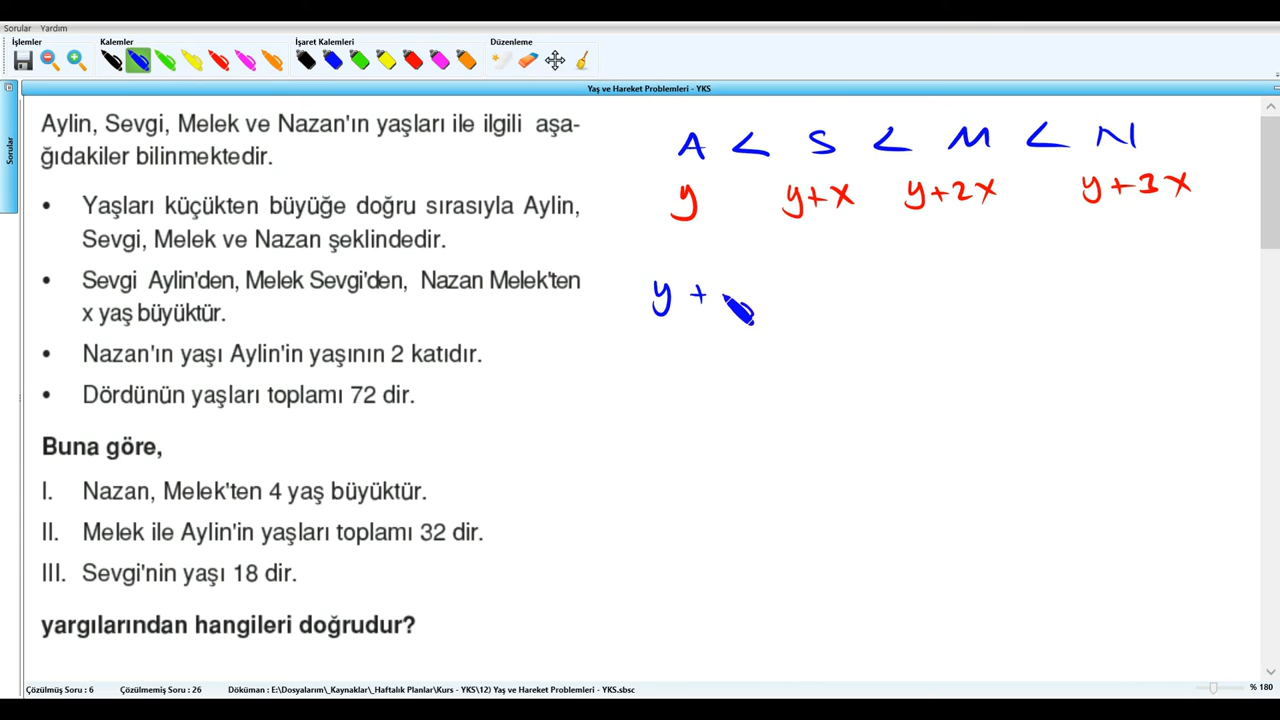 Sorular Yardım
İşlemler Kalemler İşaret Kalemleri Düzenleme
Yaş ve Hareket Problemleri - YKS
Sorular
Aylin, Sevgi, Melek ve Nazan'ın yaşları ile ilgili aşa-
ğıdakiler bilinmektedir.
• Yaşları küçükten büyüğe doğru sırasıyla Aylin,
Sevgi, Melek ve Nazan şeklindedir.
• Sevgi Aylin'den, Melek Sevgi'den, Nazan Melek'ten
x yaş büyüktür.
• Nazan'ın yaşı Aylin'in yaşının 2 katıdır.
• Dördünün yaşları toplamı 72 dir.
Buna göre,
I. Nazan, Melek'ten 4 yaş büyüktür.
II. Melek ile Aylin'in yaşları toplamı 32 dir.
III. Sevgi'nin yaşı 18 dir.
yargılarından hangileri doğrudur?
A < S < M < N
y y+x y+2x y+3x
y +
Çözülmüş Soru : 6 Çözülmemiş Soru : 26 Döküman : E:\Dosyalarım\_Kaynaklar\_Haftalık Planlar\Kurs - YKS\12) Yaş ve Hareket Problemleri - YKS.sbsc % 180